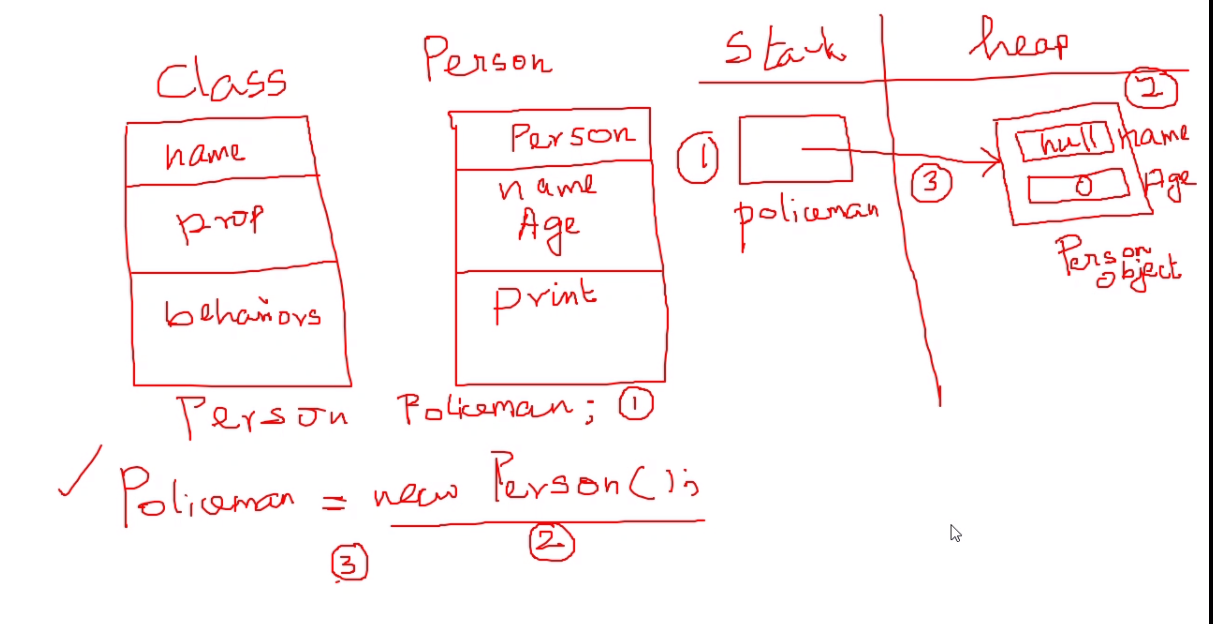 Class
name
prop
behaviors
Person
Person
name
Age
print
Stack
heap
1
policeman
3
2
null name
0 Age
Person
object
Person Policeman; 1
✓ Policeman = new Person();
3 2